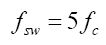 f_sw = 5f_c